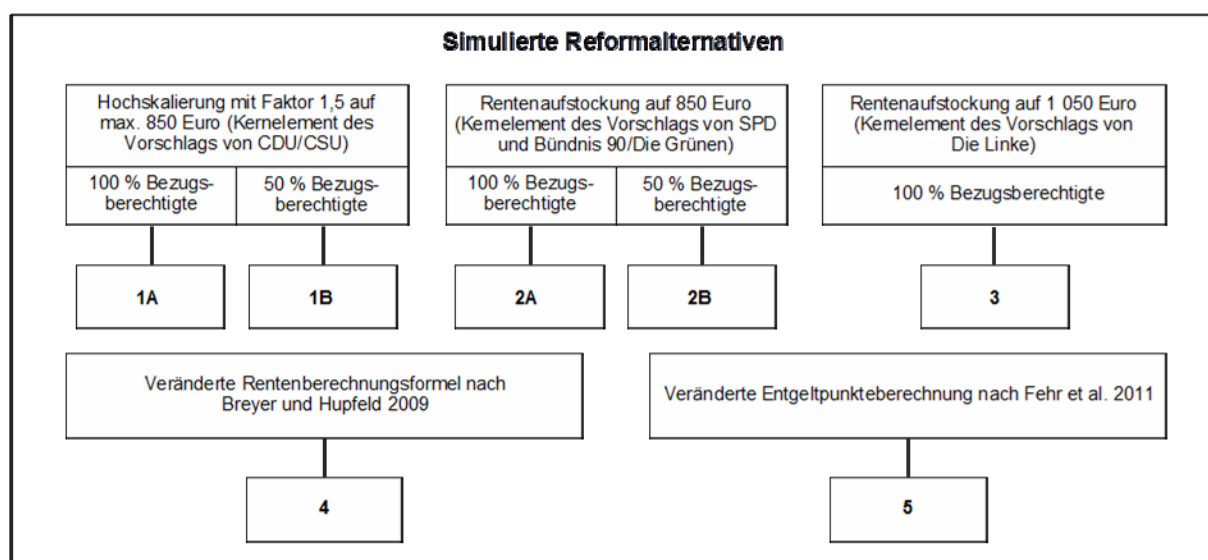 Simulierte Reformalternativen
Hochskalierung mit Faktor 1,5 auf
max. 850 Euro (Kernelement des
Vorschlags von CDU/CSU)
100 % Bezugs-
berechtigte
50 % Bezugs-
berechtigte
1A
1B
Rentenaufstockung auf 850 Euro
(Kernelement des Vorschlags von SPD
und Bündnis 90/Die Grünen)
100 % Bezugs-
berechtigte
50 % Bezugs-
berechtigte
2A
2B
Rentenaufstockung auf 1 050 Euro
(Kernelement des Vorschlags von
Die Linke)
100 % Bezugsberechtigte
3
Veränderte Rentenberechnungsformel nach
Breyer und Hupfeld 2009
4
Veränderte Entgeltpunkteberechnung nach Fehr et al. 2011
5